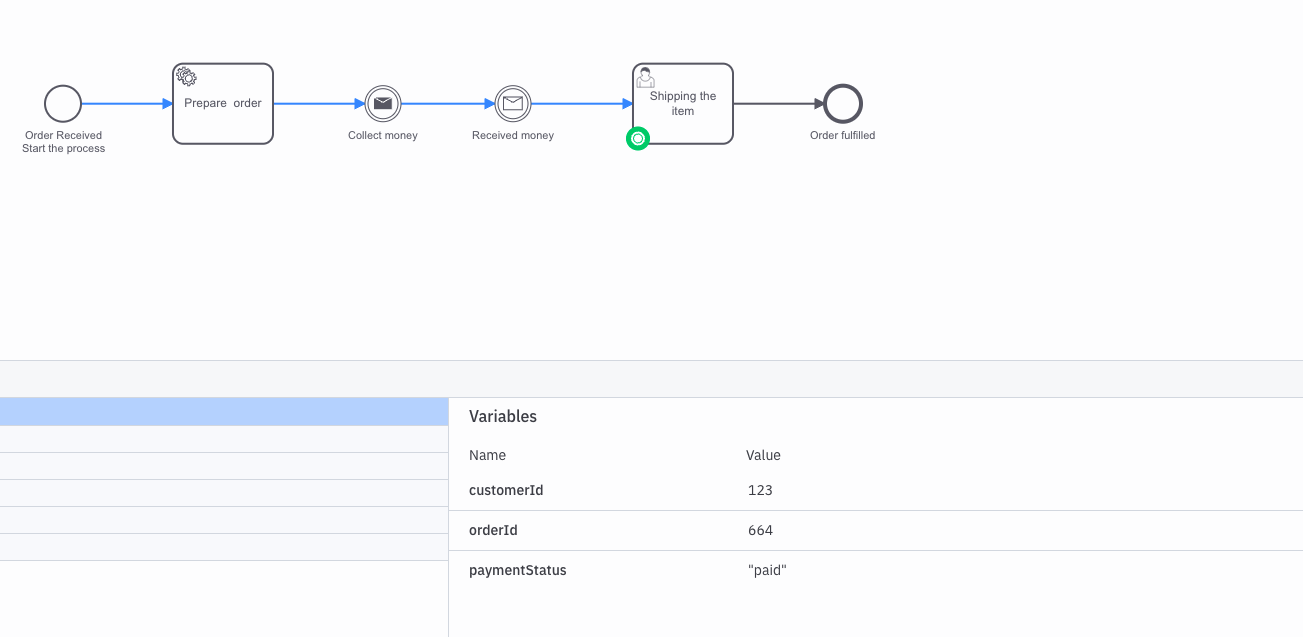 Order Received
Start the process
Prepare order
Collect money
Received money
Shipping the
item
Order fulfilled
Variables
Name Value
customerId 123
orderId 664
paymentStatus "paid"